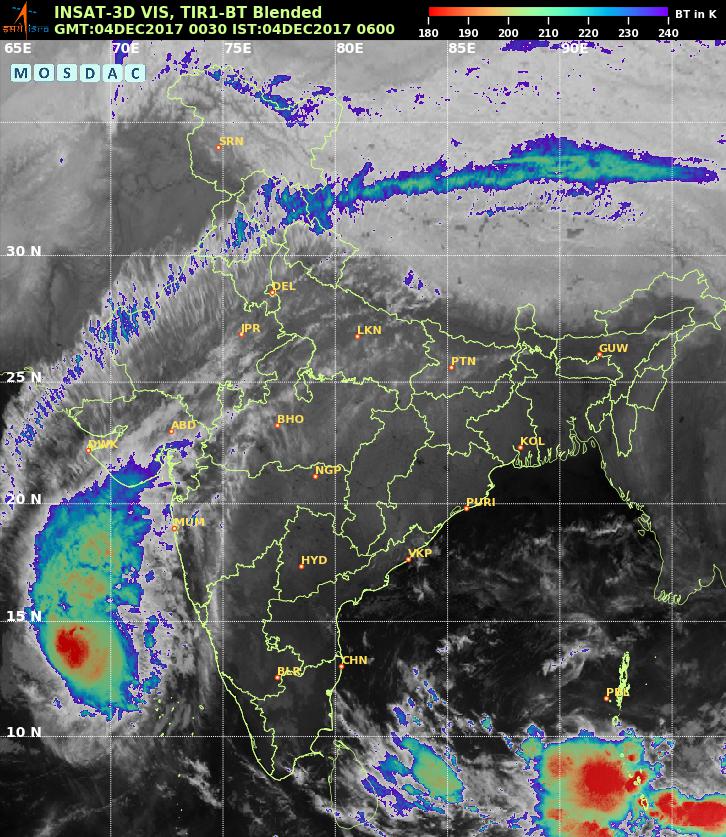 INSAT-3D VIS, TIR1-BT Blended
GMT:04DEC2017 0030 IST:04DEC2017 0600
BT in K
180 190 200 210 220 230 240
65E 70E 75E 80E 85E 90E
MOSDAC
SRN
30 N
DEL
JPR LKN
GUW
PTN
25 N
BHO
ABD
DWK KOL
NGP
20 N
PURI
MUM
VKP
HYD
15 N
CHN
BLR
PBL
10 N